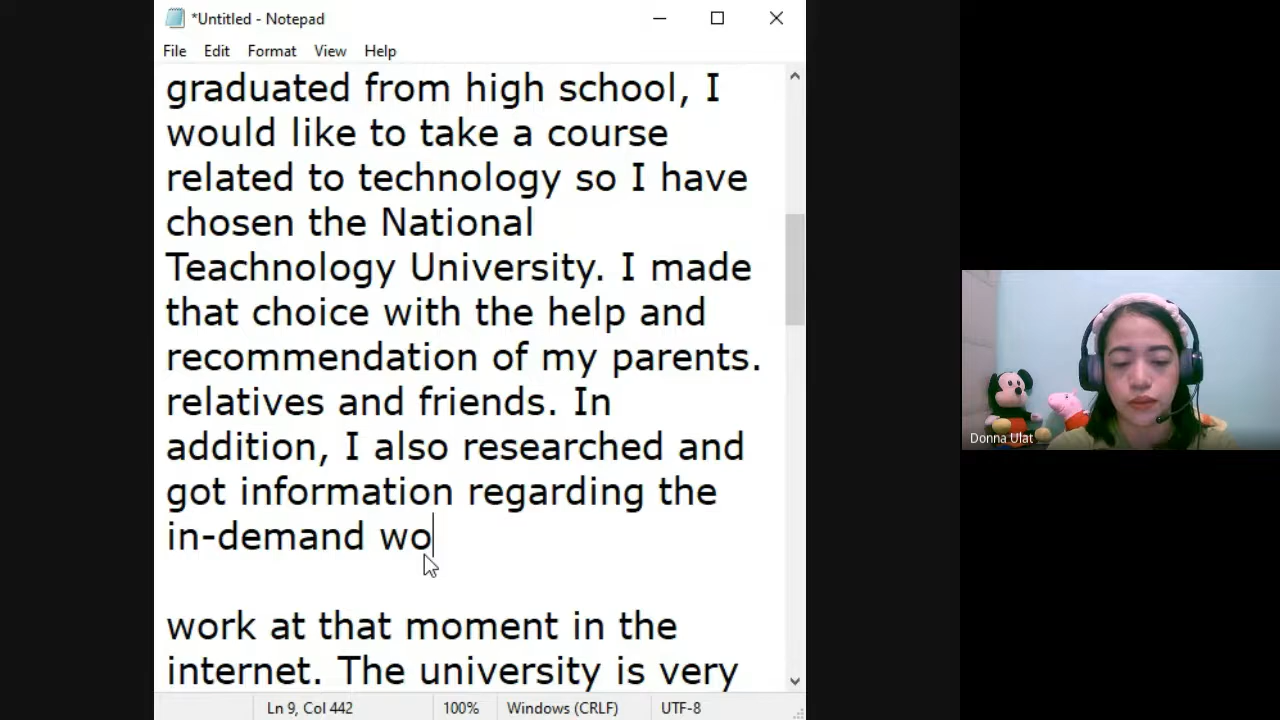 *Untitled - Notepad
File Edit Format View Help
graduated from high school, I
would like to take a course
related to technology so I have
chosen the National
Teachnology University. I made
that choice with the help and
recommendation of my parents.
relatives and friends. In
addition, I also researched and
got information regarding the
in-demand wo
work at that moment in the
internet. The university is very
Ln 9, Col 442 100% Windows (CRLF) UTF-8
Donna Ulat